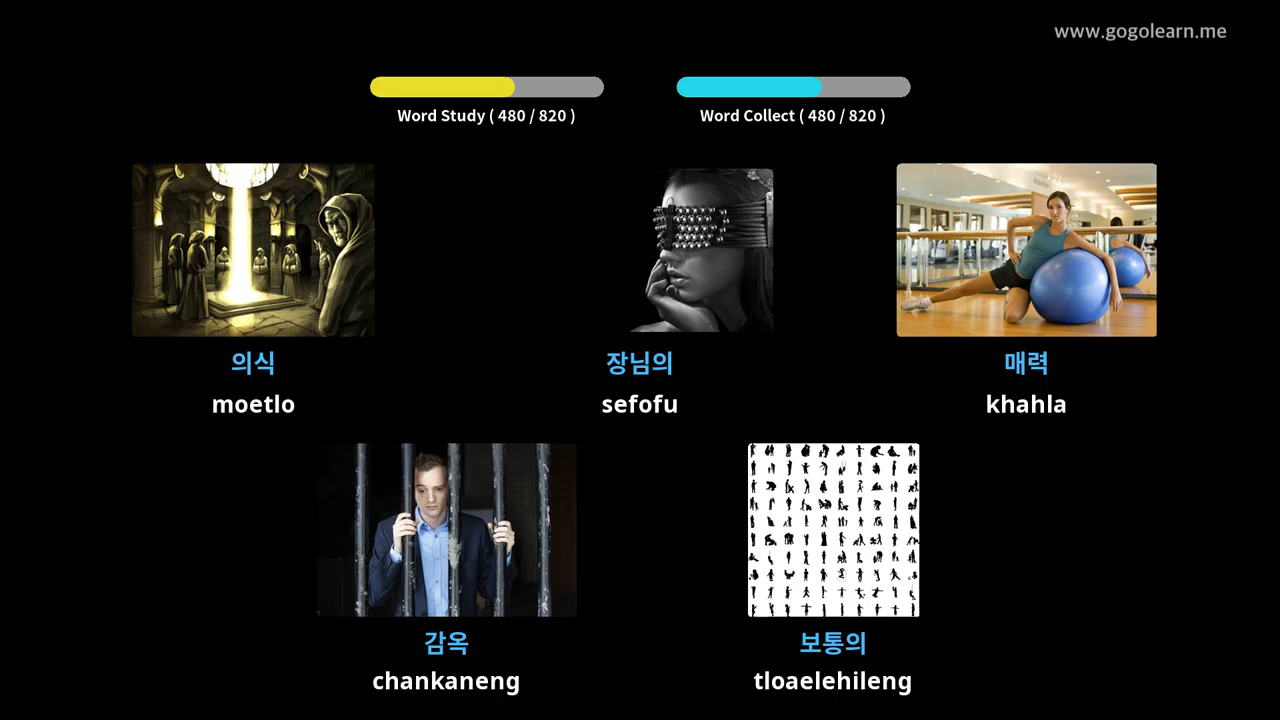 www.gogolearn.me
Word Study ( 480 / 820 )
Word Collect ( 480 / 820 )
의식
moetlo
장님의
sefofu
매력
khahla
감옥
chankaneng
보통의
tloaelehileng